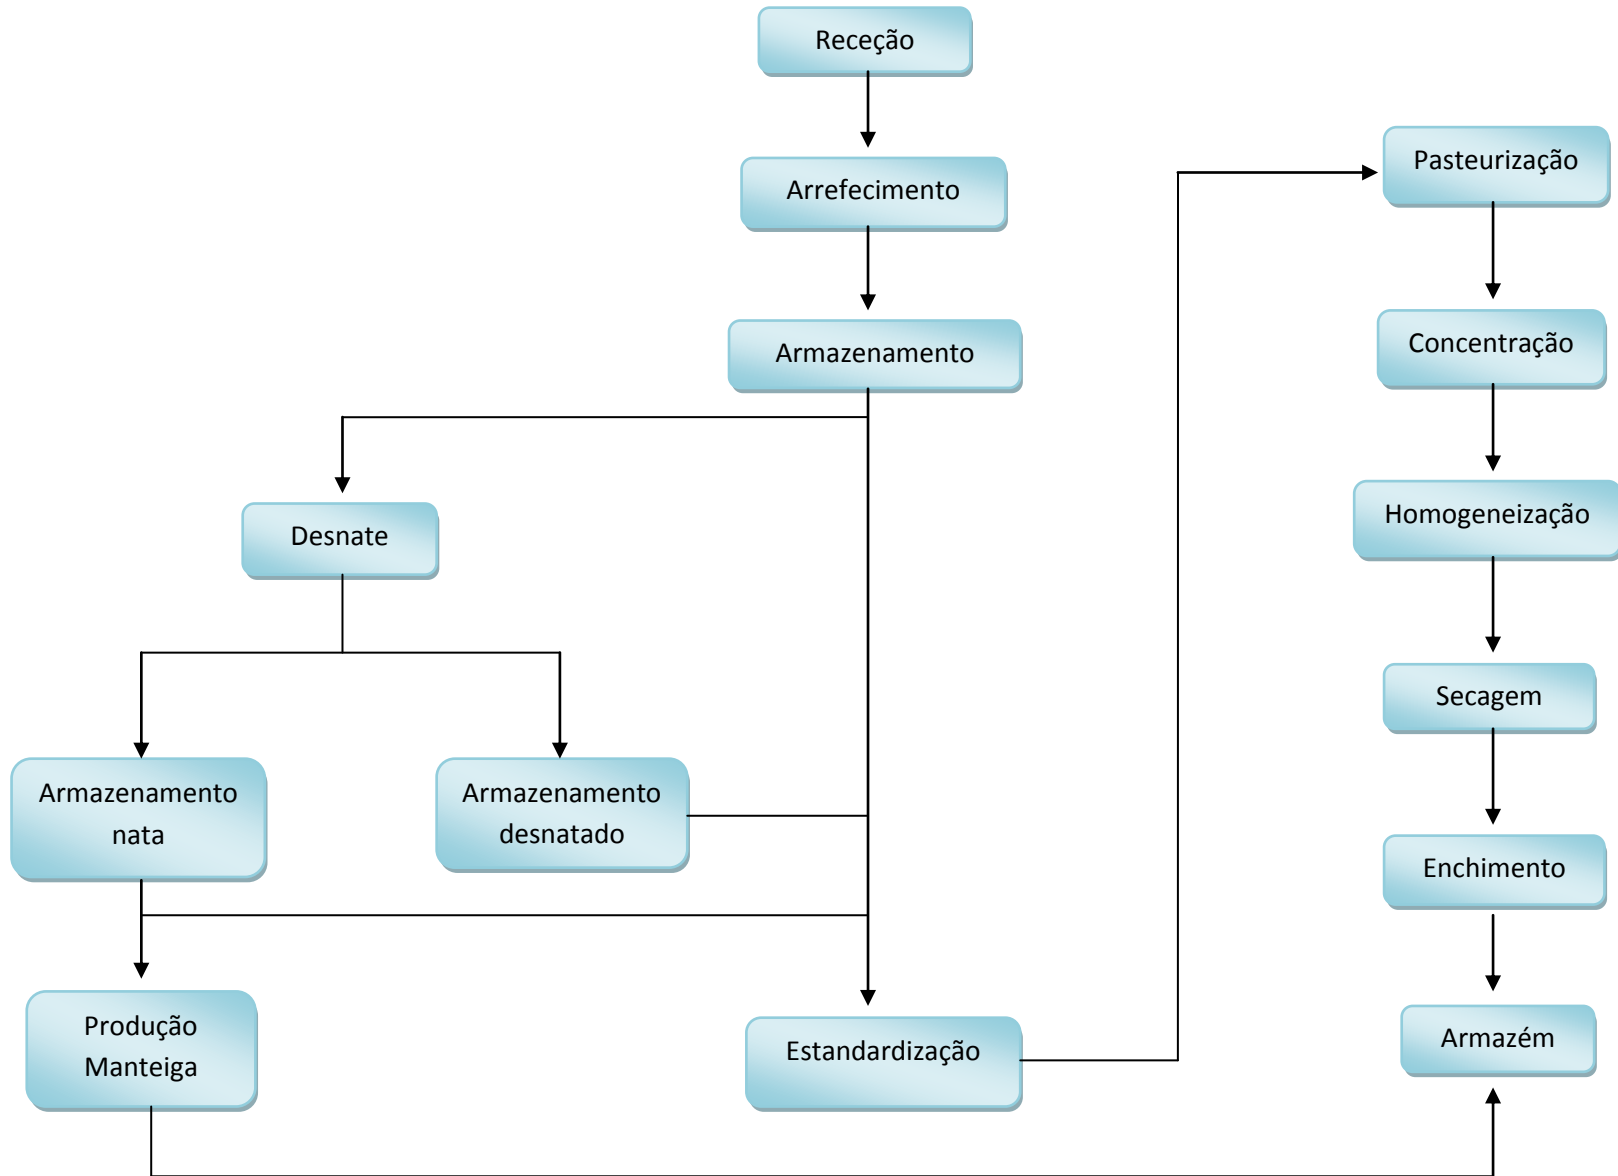 Receção
Arrefecimento
Armazenamento
Desnate
Armazenamento
nata
Armazenamento
desnatado
Produção
Manteiga
Estandardização
Pasteurização
Concentração
Homogeneização
Secagem
Enchimento
Armazém